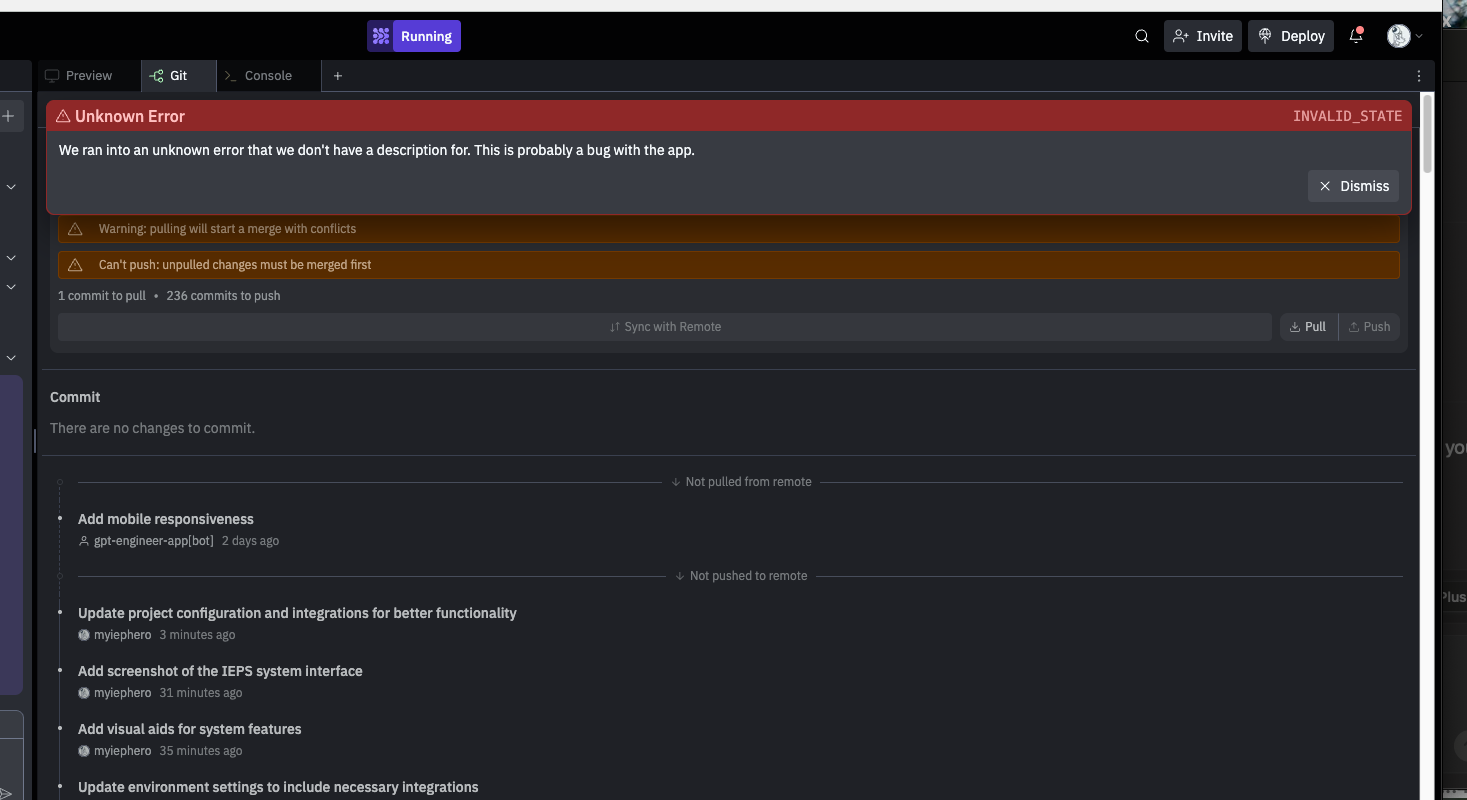 Running
Invite
Deploy
Preview
Git
Console
Unknown Error
INVALID_STATE
We ran into an unknown error that we don't have a description for. This is probably a bug with the app.
Dismiss
Warning: pulling will start a merge with conflicts
Can't push: unpulled changes must be merged first
1 commit to pull • 236 commits to push
Sync with Remote
Pull
Push
Commit
There are no changes to commit.
Not pulled from remote
Add mobile responsiveness
gpt-engineer-app[bot] 2 days ago
Not pushed to remote
Update project configuration and integrations for better functionality
myiephero 3 minutes ago
Add screenshot of the IEPS system interface
myiephero 31 minutes ago
Add visual aids for system features
myiephero 35 minutes ago
Update environment settings to include necessary integrations
you
Plus